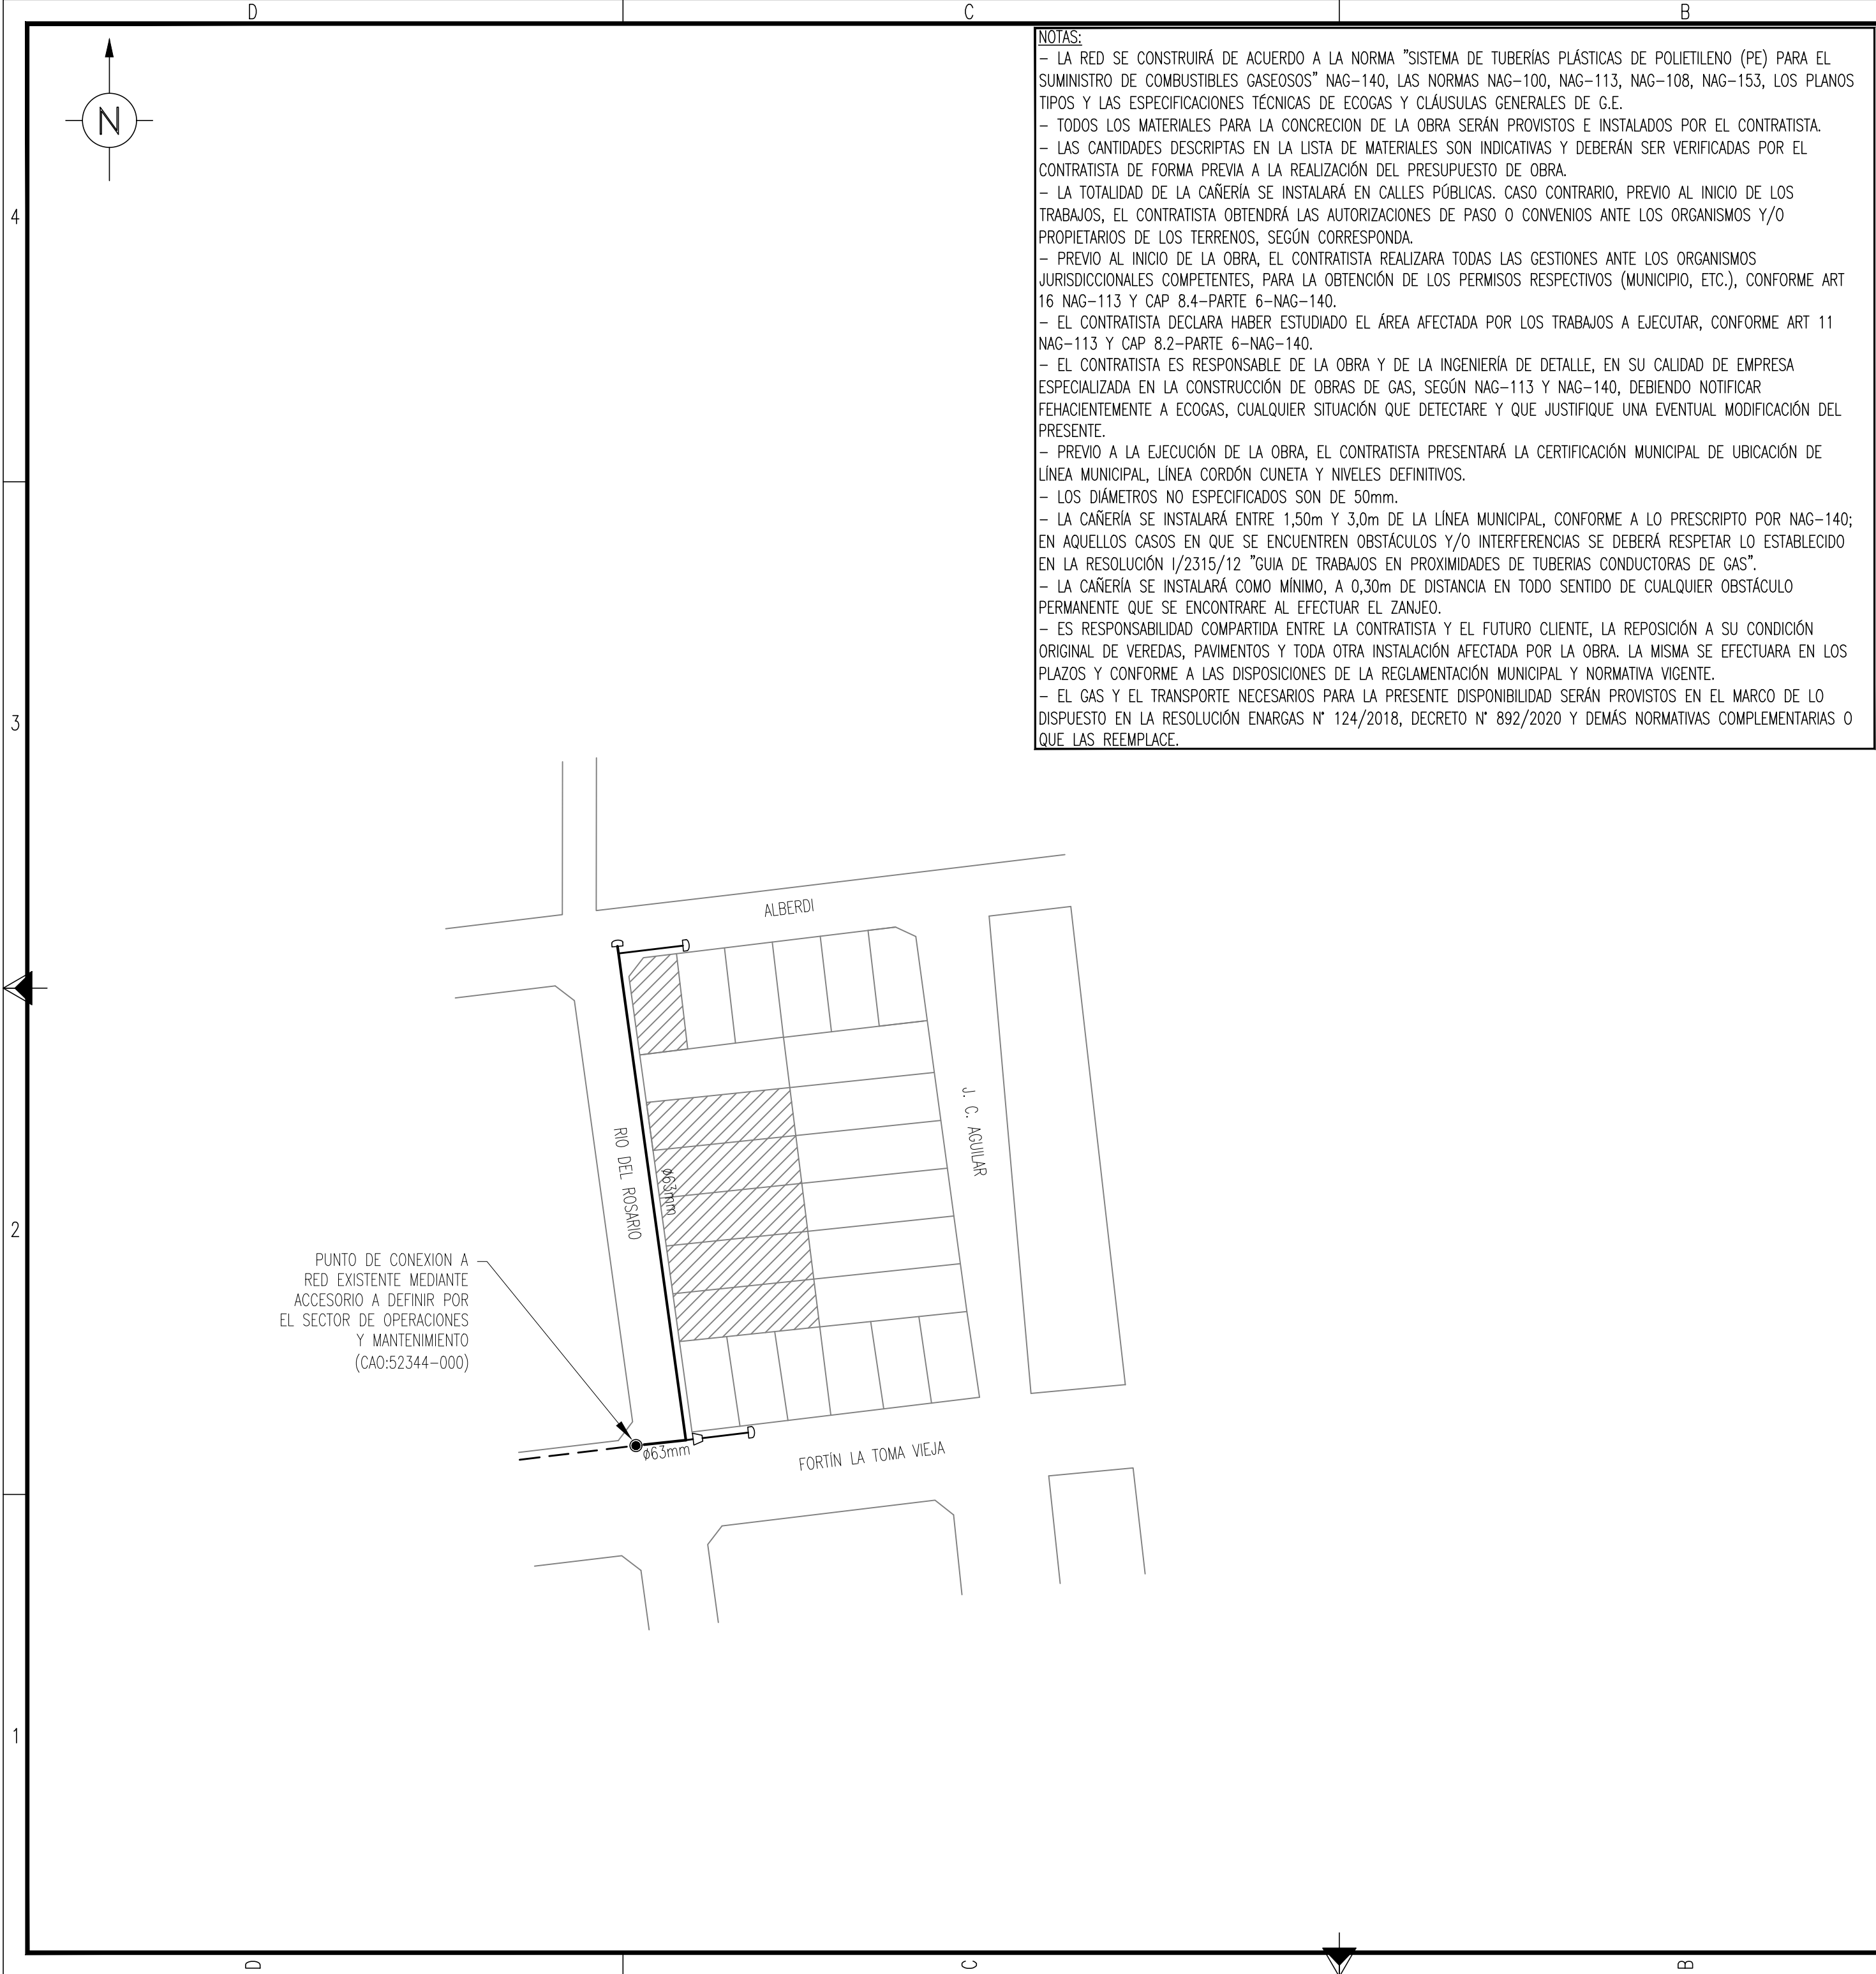 D
C
B
N
NOTAS:
– LA RED SE CONSTRUIRÁ DE ACUERDO A LA NORMA "SISTEMA DE TUBERÍAS PLÁSTICAS DE POLIETILENO (PE) PARA EL
SUMINISTRO DE COMBUSTIBLES GASEOSOS" NAG-140, LAS NORMAS NAG-100, NAG-113, NAG-108, NAG-153, LOS PLANOS
TIPOS Y LAS ESPECIFICACIONES TÉCNICAS DE ECOGAS Y CLÁUSULAS GENERALES DE G.E.
– TODOS LOS MATERIALES PARA LA CONCRECION DE LA OBRA SERÁN PROVISTOS E INSTALADOS POR EL CONTRATISTA.
– LAS CANTIDADES DESCRIPTAS EN LA LISTA DE MATERIALES SON INDICATIVAS Y DEBERÁN SER VERIFICADAS POR EL
CONTRATISTA DE FORMA PREVIA A LA REALIZACIÓN DEL PRESUPUESTO DE OBRA.
– LA TOTALIDAD DE LA CAÑERÍA SE INSTALARÁ EN CALLES PÚBLICAS. CASO CONTRARIO, PREVIO AL INICIO DE LOS
TRABAJOS, EL CONTRATISTA OBTENDRÁ LAS AUTORIZACIONES DE PASO O CONVENIOS ANTE LOS ORGANISMOS Y/O
PROPIETARIOS DE LOS TERRENOS, SEGÚN CORRESPONDA.
– PREVIO AL INICIO DE LA OBRA, EL CONTRATISTA REALIZARA TODAS LAS GESTIONES ANTE LOS ORGANISMOS
JURISDICCIONALES COMPETENTES, PARA LA OBTENCIÓN DE LOS PERMISOS RESPECTIVOS (MUNICIPIO, ETC.), CONFORME ART
16 NAG-113 Y CAP 8.4-PARTE 6-NAG-140.
– EL CONTRATISTA DECLARA HABER ESTUDIADO EL ÁREA AFECTADA POR LOS TRABAJOS A EJECUTAR, CONFORME ART 11
NAG-113 Y CAP 8.2-PARTE 6-NAG-140.
– EL CONTRATISTA ES RESPONSABLE DE LA OBRA Y DE LA INGENIERÍA DE DETALLE, EN SU CALIDAD DE EMPRESA
ESPECIALIZADA EN LA CONSTRUCCIÓN DE OBRAS DE GAS, SEGÚN NAG-113 Y NAG-140, DEBIENDO NOTIFICAR
FEHACIENTEMENTE A ECOGAS, CUALQUIER SITUACIÓN QUE DETECTARE Y QUE JUSTIFIQUE UNA EVENTUAL MODIFICACIÓN DEL
PRESENTE.
– PREVIO A LA EJECUCIÓN DE LA OBRA, EL CONTRATISTA PRESENTARÁ LA CERTIFICACIÓN MUNICIPAL DE UBICACIÓN DE
LÍNEA MUNICIPAL, LÍNEA CORDÓN CUNETA Y NIVELES DEFINITIVOS.
– LOS DIÁMETROS NO ESPECIFICADOS SON DE 50mm.
– LA CAÑERÍA SE INSTALARÁ ENTRE 1,50m Y 3,0m DE LA LÍNEA MUNICIPAL, CONFORME A LO PRESCRIPTO POR NAG-140;
EN AQUELLOS CASOS EN QUE SE ENCUENTREN OBSTÁCULOS Y/O INTERFERENCIAS SE DEBERÁ RESPETAR LO ESTABLECIDO
EN LA RESOLUCIÓN I/2315/12 "GUIA DE TRABAJOS EN PROXIMIDADES DE TUBERIAS CONDUCTORAS DE GAS".
– LA CAÑERÍA SE INSTALARÁ COMO MÍNIMO, A 0,30m DE DISTANCIA EN TODO SENTIDO DE CUALQUIER OBSTÁCULO
PERMANENTE QUE SE ENCONTRARE AL EFECTUAR EL ZANJEO.
– ES RESPONSABILIDAD COMPARTIDA ENTRE LA CONTRATISTA Y EL FUTURO CLIENTE, LA REPOSICIÓN A SU CONDICIÓN
ORIGINAL DE VEREDAS, PAVIMENTOS Y TODA OTRA INSTALACIÓN AFECTADA POR LA OBRA. LA MISMA SE EFECTUARA EN LOS
PLAZOS Y CONFORME A LAS DISPOSICIONES DE LA REGLAMENTACIÓN MUNICIPAL Y NORMATIVA VIGENTE.
– EL GAS Y EL TRANSPORTE NECESARIOS PARA LA PRESENTE DISPONIBILIDAD SERÁN PROVISTOS EN EL MARCO DE LO
DISPUESTO EN LA RESOLUCIÓN ENARGAS N° 124/2018, DECRETO N° 892/2020 Y DEMÁS NORMATIVAS COMPLEMENTARIAS O
QUE LAS REEMPLACE.
4
3
2
1
ALBERDI
J. C. AGUILAR
RIO DEL ROSARIO
ø63mm
PUNTO DE CONEXION A
RED EXISTENTE MEDIANTE
ACCESORIO A DEFINIR POR
EL SECTOR DE OPERACIONES
Y MANTENIMIENTO
(CAO:52344-000)
ø63mm
FORTÍN LA TOMA VIEJA
D
C
B